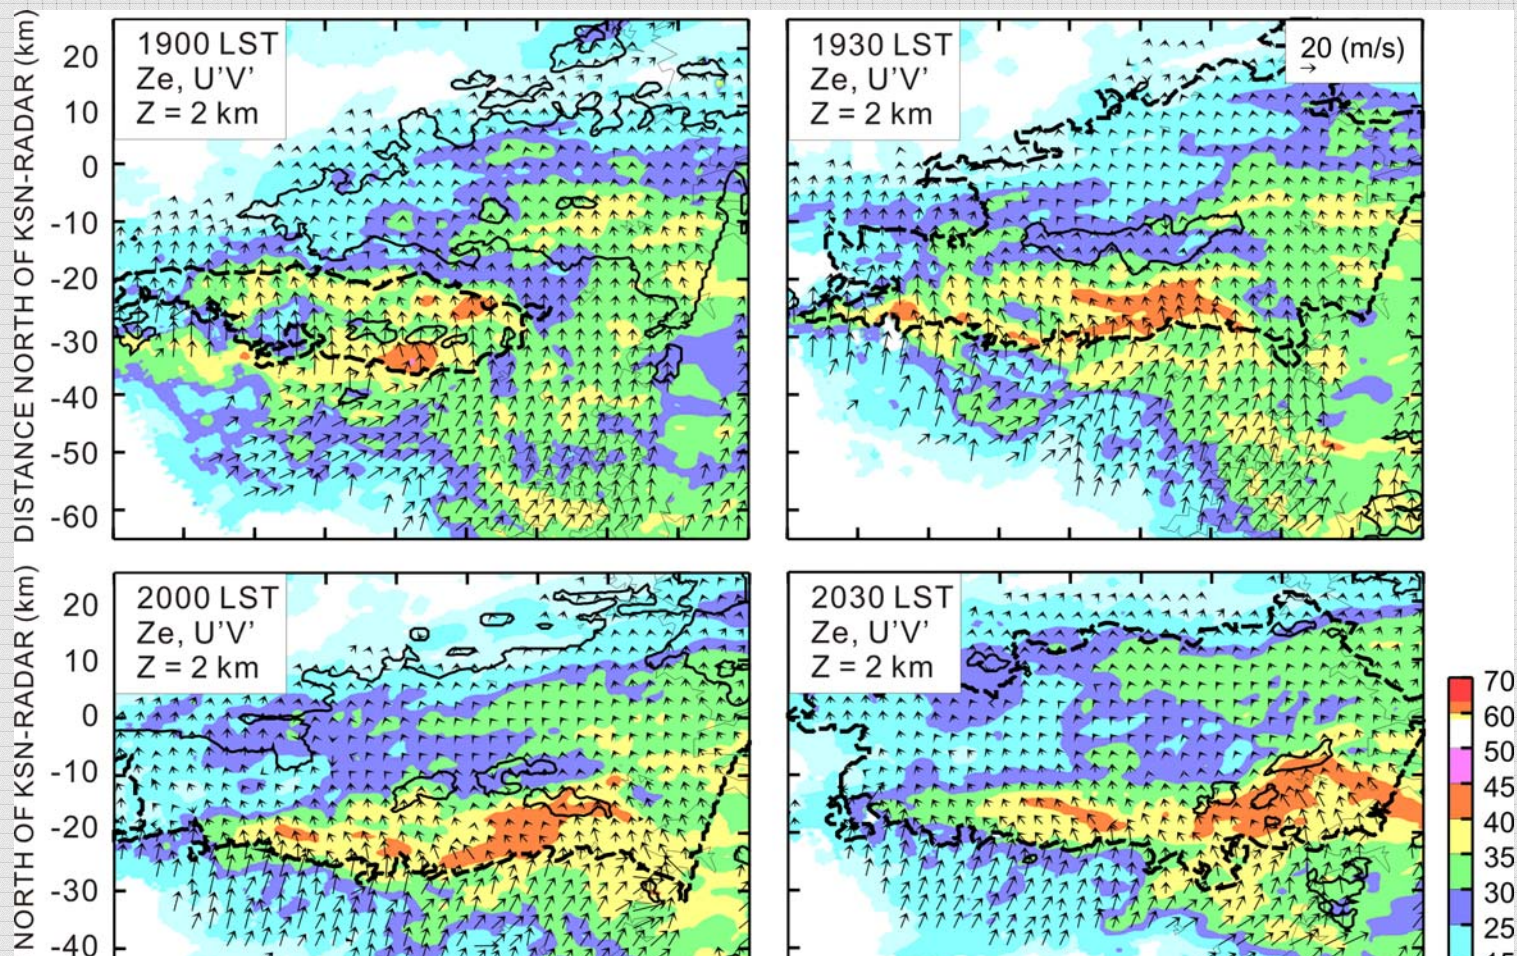 DISTANCE NORTH OF KSN-RADAR (km)
20
10
0
-10
-20
-30
-40
-50
-60
1900 LST
Ze, U'V'
Z = 2 km
1930 LST
Ze, U'V'
Z = 2 km
20 (m/s)
NORTH OF KSN-RADAR (km)
20
10
0
-10
-20
-30
-40
2000 LST
Ze, U'V'
Z = 2 km
2030 LST
Ze, U'V'
Z = 2 km
70
60
50
45
40
35
30
25